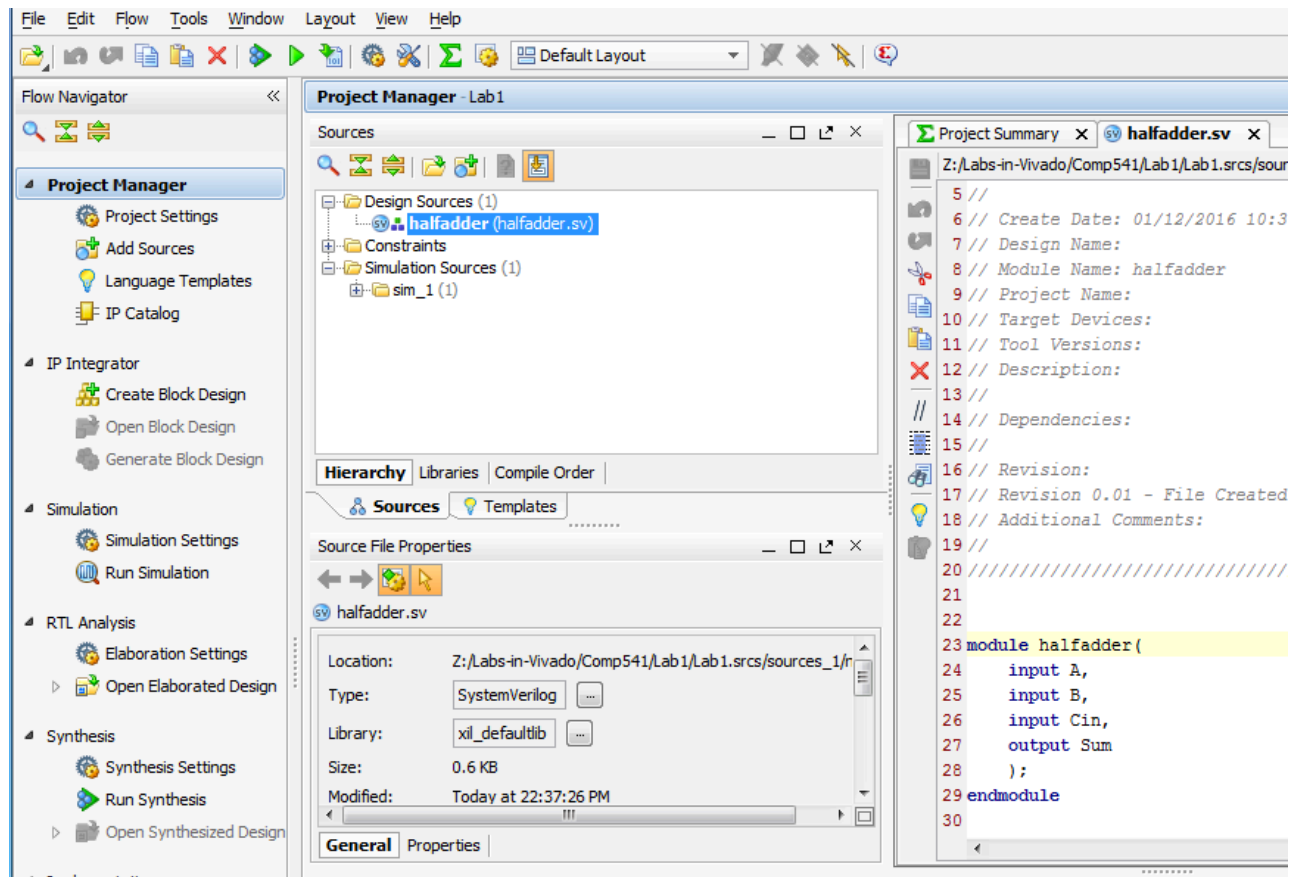 File Edit Flow Tools Window Layout View Help
Default Layout
Flow Navigator
Project Manager
Project Settings
Add Sources
Language Templates
IP Catalog
IP Integrator
Create Block Design
Open Block Design
Generate Block Design
Simulation
Simulation Settings
Run Simulation
RTL Analysis
Elaboration Settings
Open Elaborated Design
Synthesis
Synthesis Settings
Run Synthesis
Open Synthesized Design
Project Manager - Lab1
Sources
Design Sources (1)
halfadder (halfadder.sv)
Constraints
Simulation Sources (1)
sim_1 (1)
Hierarchy Libraries Compile Order
Sources Templates
Source File Properties
halfadder.sv
Location: Z:/Labs-in-Vivado/Comp541/Lab1/Lab1.srcs/sources_1/
Type: SystemVerilog ...
Library: xil_defaultlib ...
Size: 0.6 KB
Modified: Today at 22:37:26 PM
General Properties
Project Summary halfadder.sv
Z:/Labs-in-Vivado/Comp541/Lab1/Lab1.srcs/sour
5 //
6 // Create Date: 01/12/2016 10:3
7 // Design Name:
8 // Module Name: halfadder
9 // Project Name:
10 // Target Devices:
11 // Tool Versions:
12 // Description:
13 //
14 // Dependencies:
15 //
16 // Revision:
17 // Revision 0.01 - File Created
18 // Additional Comments:
19 //
20 //////////////////////////////
21
22
23 module halfadder(
24 input A,
25 input B,
26 input Cin,
27 output Sum
28 );
29 endmodule
30